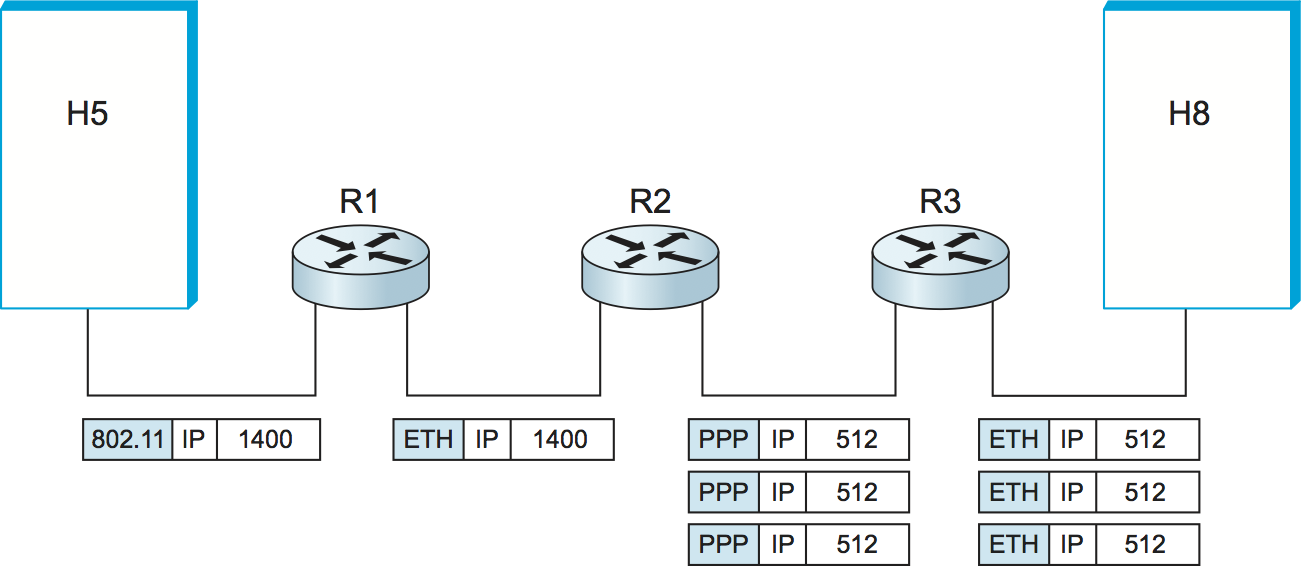 H5
H8
R1
R2
R3
802.11 IP 1400
ETH IP 1400
PPP IP 512
ETH IP 512
PPP IP 512
ETH IP 512
PPP IP 512
ETH IP 512